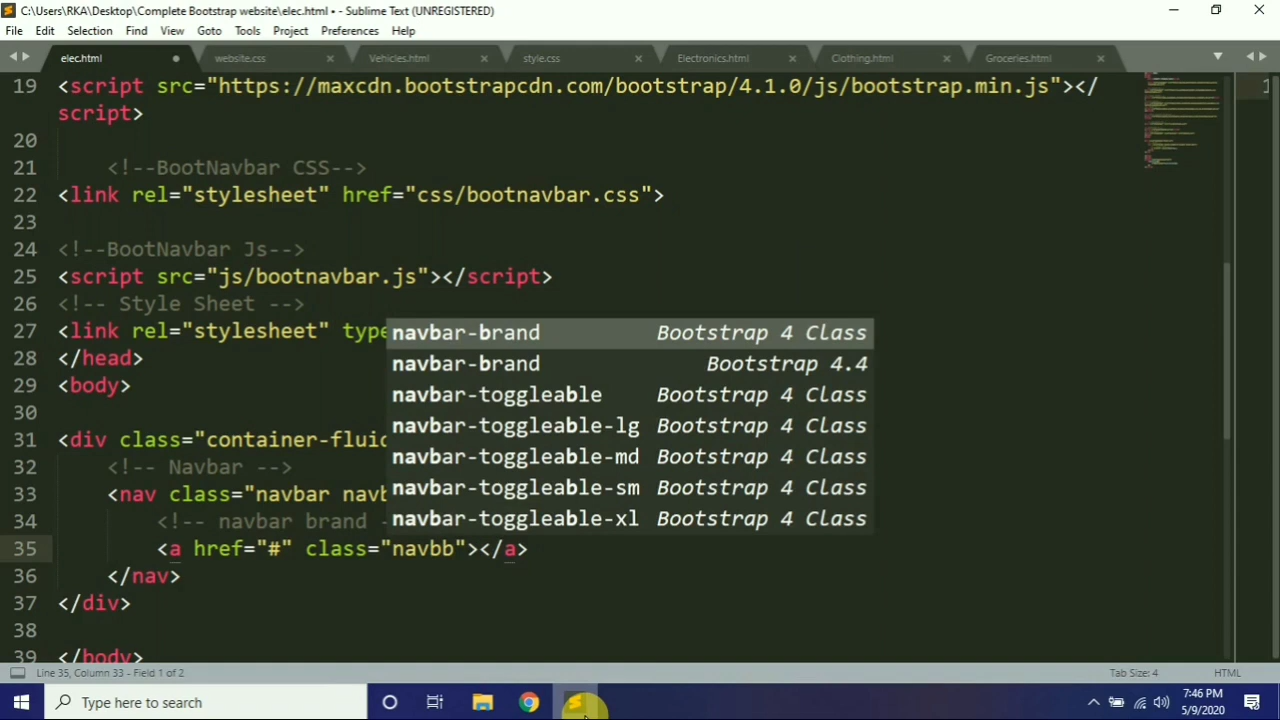 C:\Users\RKA\Desktop\Complete Bootstrap website\elec.html • - Sublime Text (UNREGISTERED)
File Edit Selection Find View Goto Tools Project Preferences Help
elec.html website.css Vehicles.html style.css Electronics.html Clothing.html Groceries.html
19 <script src="https://maxcdn.bootstrapcdn.com/bootstrap/4.1.0/js/bootstrap.min.js"></
script>
20
21 <!--BootNavbar CSS-->
22 <link rel="stylesheet" href="css/bootnavbar.css">
23
24 <!--BootNavbar Js-->
25 <script src="js/bootnavbar.js"></script>
26 <!-- Style Sheet -->
27 <link rel="stylesheet" type
28 </head>
29 <body>
30
31 <div class="container-fluid
32 <!-- Navbar -->
33 <nav class="navbar navb
34 <!-- navbar brand -
35 <a href="#" class="navbb"></a>
36 </nav>
37 </div>
38
39 </body>
navbar-brand Bootstrap 4 Class
navbar-brand Bootstrap 4.4
navbar-toggleable Bootstrap 4 Class
navbar-toggleable-lg Bootstrap 4 Class
navbar-toggleable-md Bootstrap 4 Class
navbar-toggleable-sm Bootstrap 4 Class
navbar-toggleable-xl Bootstrap 4 Class
1
Line 35, Column 33 - Field 1 of 2
Tab Size: 4
HTML
Type here to search
7:46 PM
5/9/2020